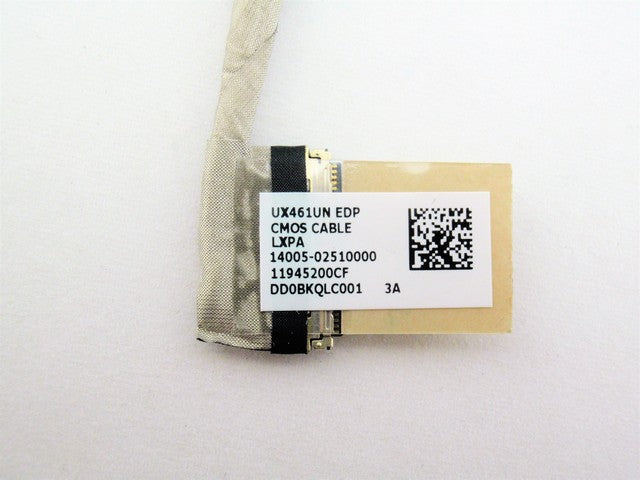 UX461UN EDP
CMOS CABLE
LXPA
14005-02510000
11945200CF
DD0BKQLC001 3A